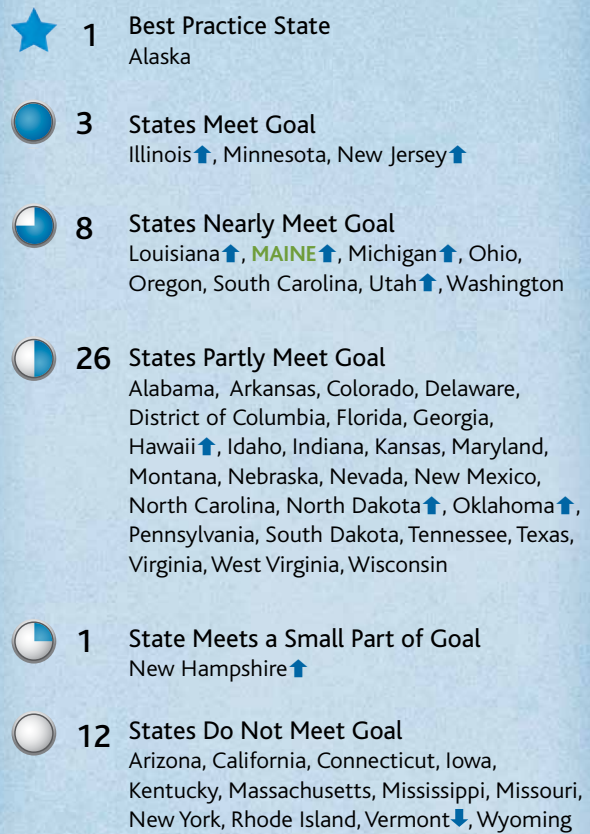 1 Best Practice State
Alaska
3 States Meet Goal
Illinois⬆, Minnesota, New Jersey⬆
8 States Nearly Meet Goal
Louisiana⬆, MAINE⬆, Michigan⬆, Ohio,
Oregon, South Carolina, Utah⬆, Washington
26 States Partly Meet Goal
Alabama, Arkansas, Colorado, Delaware,
District of Columbia, Florida, Georgia,
Hawaii⬆, Idaho, Indiana, Kansas, Maryland,
Montana, Nebraska, Nevada, New Mexico,
North Carolina, North Dakota⬆, Oklahoma⬆,
Pennsylvania, South Dakota, Tennessee, Texas,
Virginia, West Virginia, Wisconsin
1 State Meets a Small Part of Goal
New Hampshire⬆
12 States Do Not Meet Goal
Arizona, California, Connecticut, Iowa,
Kentucky, Massachusetts, Mississippi, Missouri,
New York, Rhode Island, Vermont⬇, Wyoming